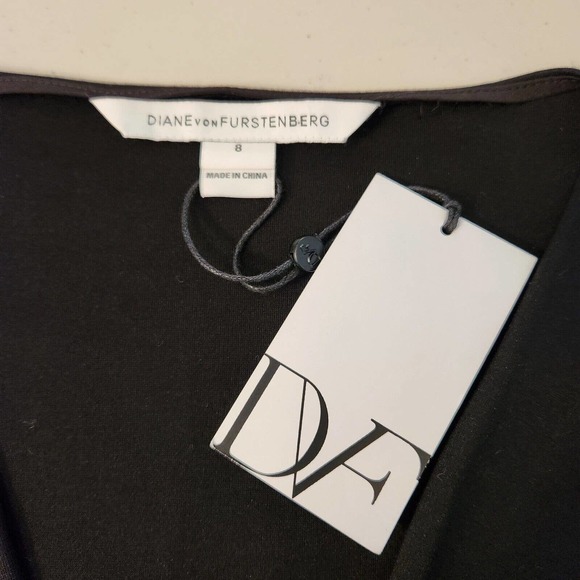 DIANE VON FURSTENBERG
8
MADE IN CHINA
DVF